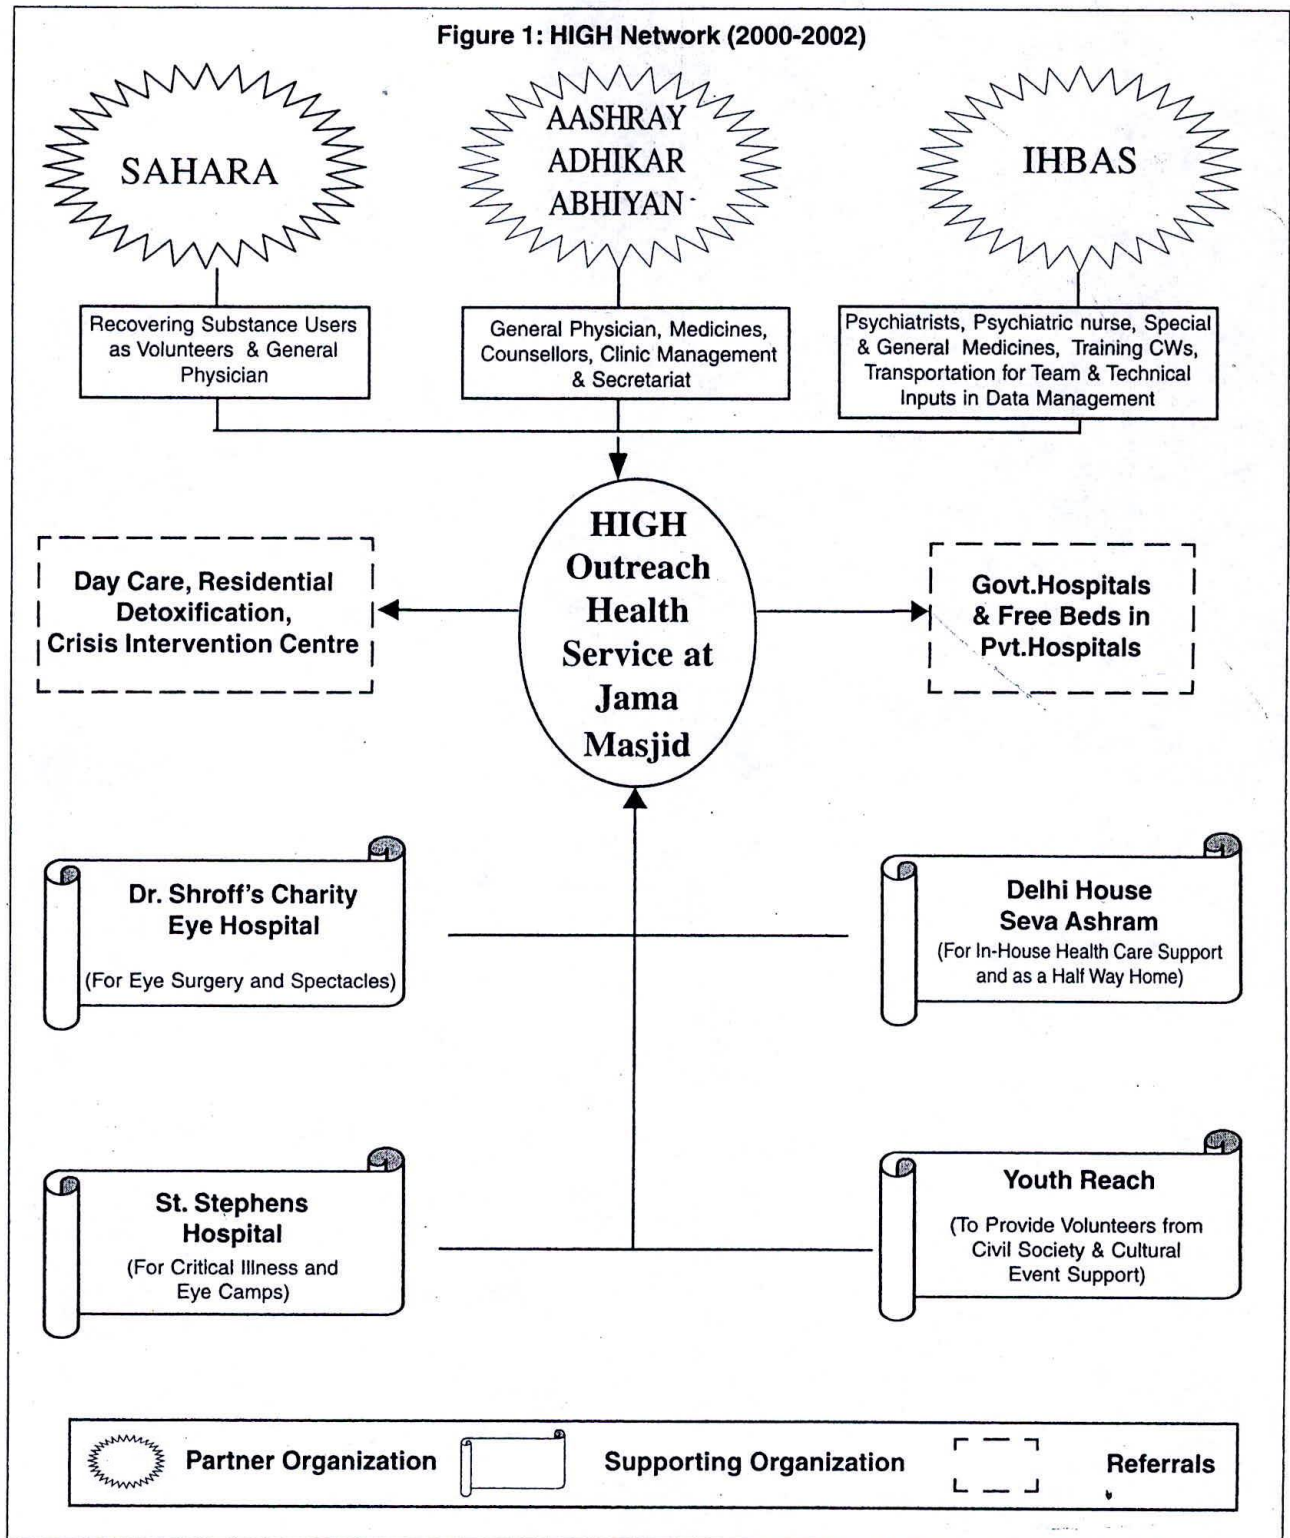 Figure 1: HIGH Network (2000-2002)
SAHARA
AASHRAY
ADHIKAR
ABHIYAN
IHBAS
Recovering Substance Users
as Volunteers & General
Physician
General Physician, Medicines,
Counsellors, Clinic Management
& Secretariat
Psychiatrists, Psychiatric nurse, Special
& General Medicines, Training CWs,
Transportation for Team & Technical
Inputs in Data Management
Day Care, Residential
Detoxification,
Crisis Intervention Centre
HIGH
Outreach
Health
Service at
Jama
Masjid
Govt.Hospitals
& Free Beds in
Pvt.Hospitals
Dr. Shroff's Charity
Eye Hospital
(For Eye Surgery and Spectacles)
Delhi House
Seva Ashram
(For In-House Health Care Support
and as a Half Way Home)
St. Stephens
Hospital
(For Critical Illness and
Eye Camps)
Youth Reach
(To Provide Volunteers from
Civil Society & Cultural
Event Support)
Partner Organization
Supporting Organization
Referrals